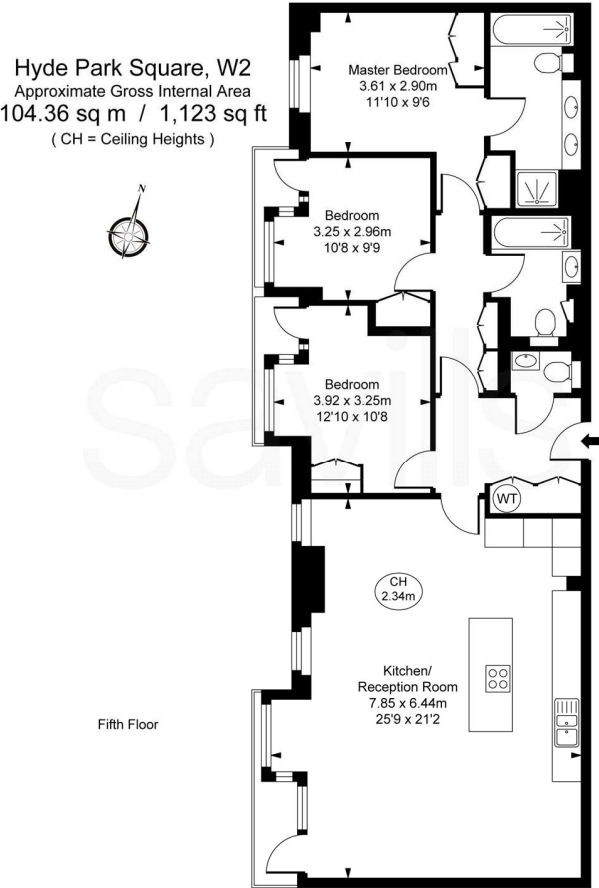 Hyde Park Square, W2
Approximate Gross Internal Area
104.36 sq m / 1,123 sq ft
( CH = Ceiling Heights )
N
Master Bedroom
3.61 x 2.90m
11'10 x 9'6
Bedroom
3.25 x 2.96m
10'8 x 9'9
Bedroom
3.92 x 3.25m
12'10 x 10'8
savills
WT
CH
2.34m
Kitchen/
Reception Room
7.85 x 6.44m
25'9 x 21'2
Fifth Floor